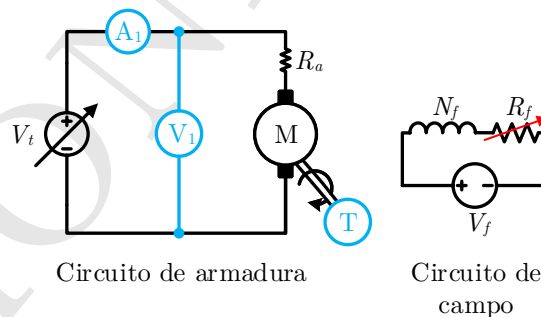 A1
Ra
Vt
V1
M
T
Nf
Rf
Vf
Circuito de armadura
Circuito de
campo